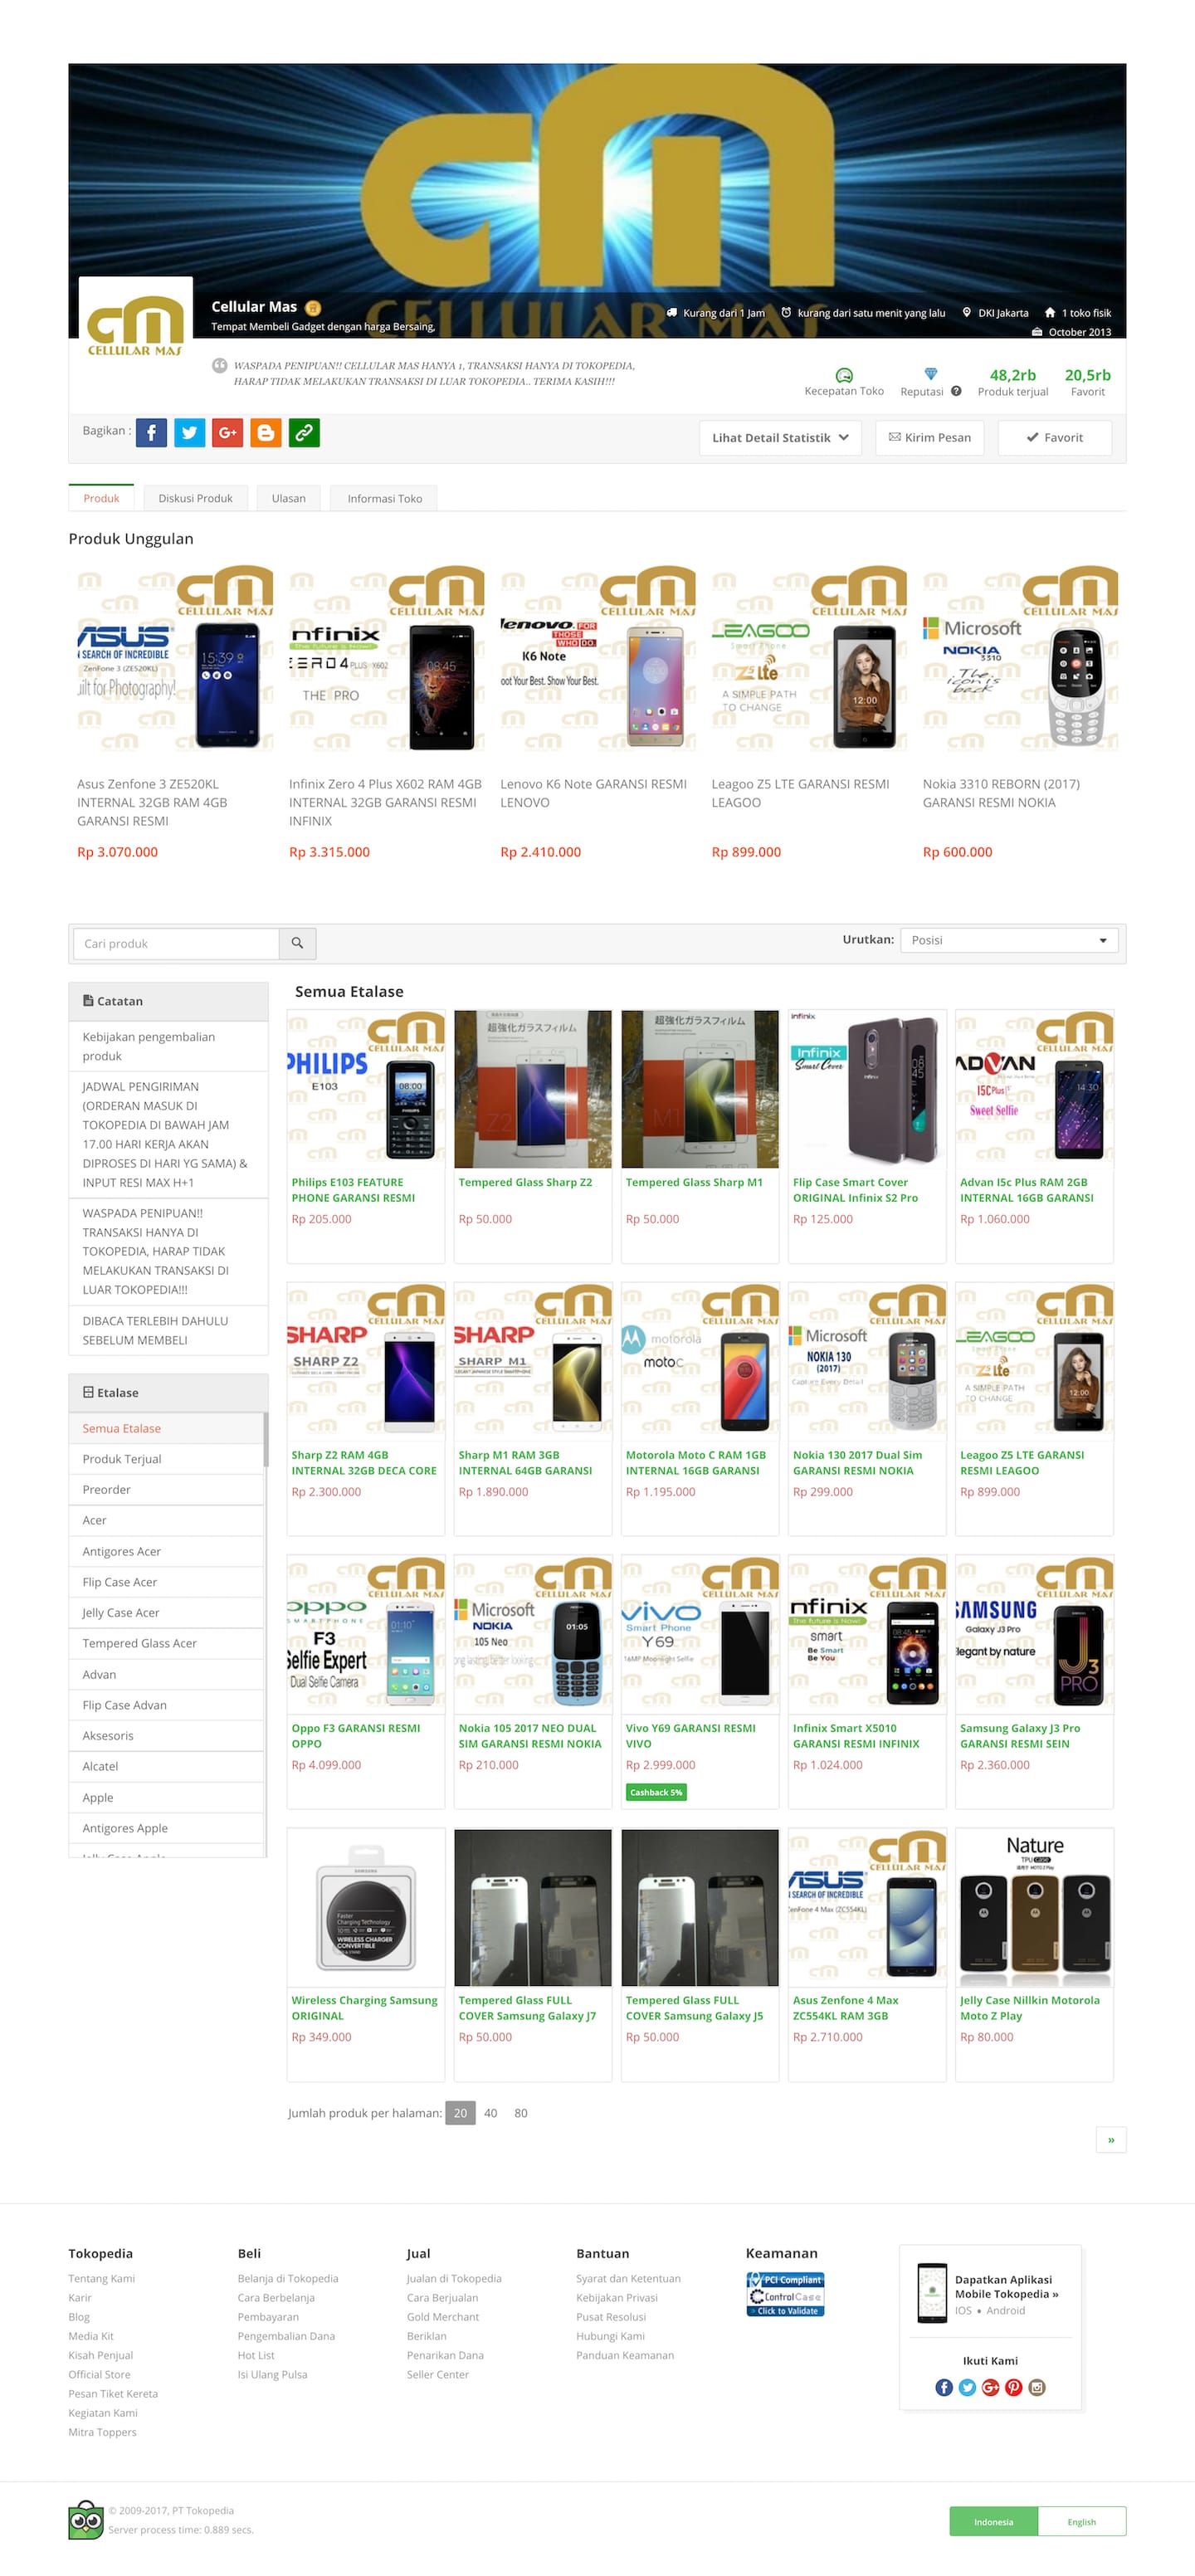 cm
CELLULAR MAS
cm
CELLULAR MAS
Cellular Mas
Tempat Membeli Gadget dengan harga Bersaing,
Kurang dari 1 Jam
kurang dari satu menit yang lalu
DKI Jakarta
1 toko fisik
October 2013
WASPADA PENIPUAN!! CELLULAR MAS HANYA 1, TRANSAKSI HANYA DI TOKOPEDIA,
HARAP TIDAK MELAKUKAN TRANSAKSI DI LUAR TOKOPEDIA.. TERIMA KASIH!!!
Kecepatan Toko
Reputasi
48,2rb
Produk terjual
20,5rb
Favorit
Bagikan :
Lihat Detail Statistik
Kirim Pesan
Favorit
Produk
Diskusi Produk
Ulasan
Informasi Toko
Produk Unggulan
Asus Zenfone 3 ZE520KL
INTERNAL 32GB RAM 4GB
GARANSI RESMI
Rp 3.070.000
Infinix Zero 4 Plus X602 RAM 4GB
INTERNAL 32GB GARANSI RESMI
INFINIX
Rp 3.315.000
Lenovo K6 Note GARANSI RESMI
LENOVO
Rp 2.410.000
Leagoo Z5 LTE GARANSI RESMI
LEAGOO
Rp 899.000
Nokia 3310 REBORN (2017)
GARANSI RESMI NOKIA
Rp 600.000
Cari produk
Urutkan:
Posisi
Catatan
Kebijakan pengembalian
produk
JADWAL PENGIRIMAN
(ORDERAN MASUK DI
TOKOPEDIA DI BAWAH JAM
17.00 HARI KERJA AKAN
DIPROSES DI HARI YG SAMA) &
INPUT RESI MAX H+1
WASPADA PENIPUAN!!
TRANSAKSI HANYA DI
TOKOPEDIA, HARAP TIDAK
MELAKUKAN TRANSAKSI DI
LUAR TOKOPEDIA!!!
DIBACA TERLEBIH DAHULU
SEBELUM MEMBELI
Etalase
Semua Etalase
Produk Terjual
Preorder
Acer
Antigores Acer
Flip Case Acer
Jelly Case Acer
Tempered Glass Acer
Advan
Flip Case Advan
Aksesoris
Alcatel
Apple
Antigores Apple
Semua Etalase
Philips E103 FEATURE
PHONE GARANSI RESMI
Rp 205.000
Tempered Glass Sharp Z2
Rp 50.000
Tempered Glass Sharp M1
Rp 50.000
Flip Case Smart Cover
ORIGINAL Infinix S2 Pro
Rp 125.000
Advan I5c Plus RAM 2GB
INTERNAL 16GB GARANSI
Rp 1.060.000
Sharp Z2 RAM 4GB
INTERNAL 32GB DECA CORE
Rp 2.300.000
Sharp M1 RAM 3GB
INTERNAL 64GB GARANSI
Rp 1.890.000
Motorola Moto C RAM 1GB
INTERNAL 16GB GARANSI
Rp 1.195.000
Nokia 130 2017 Dual Sim
GARANSI RESMI NOKIA
Rp 299.000
Leagoo Z5 LTE GARANSI
RESMI LEAGOO
Rp 899.000
Oppo F3 GARANSI RESMI
OPPO
Rp 4.099.000
Nokia 105 2017 NEO DUAL
SIM GARANSI RESMI NOKIA
Rp 210.000
Vivo Y69 GARANSI RESMI
VIVO
Rp 2.999.000
Cashback 5%
Infinix Smart X5010
GARANSI RESMI INFINIX
Rp 1.024.000
Samsung Galaxy J3 Pro
GARANSI RESMI SEIN
Rp 2.360.000
Wireless Charging Samsung
ORIGINAL
Rp 349.000
Tempered Glass FULL
COVER Samsung Galaxy J7
Rp 50.000
Tempered Glass FULL
COVER Samsung Galaxy J5
Rp 50.000
Asus Zenfone 4 Max
ZC554KL RAM 3GB
Rp 2.710.000
Jelly Case Nillkin Motorola
Moto Z Play
Rp 80.000
Jumlah produk per halaman: 20 40 80
»
Tokopedia
Tentang Kami
Karir
Blog
Media Kit
Kisah Penjual
Official Store
Pesan Tiket Kereta
Kegiatan Kami
Mitra Toppers
Beli
Belanja di Tokopedia
Cara Berbelanja
Pembayaran
Pengembalian Dana
Hot List
Isi Ulang Pulsa
Jual
Jualan di Tokopedia
Cara Berjualan
Gold Merchant
Beriklan
Penarikan Dana
Seller Center
Bantuan
Syarat dan Ketentuan
Kebijakan Privasi
Pusat Resolusi
Hubungi Kami
Panduan Keamanan
Keamanan
PCI Compliant
ControlCase
Click to Validate
Dapatkan Aplikasi
Mobile Tokopedia »
IOS • Android
Ikuti Kami
© 2009-2017, PT Tokopedia
Server process time: 0.889 secs.
Indonesia
English